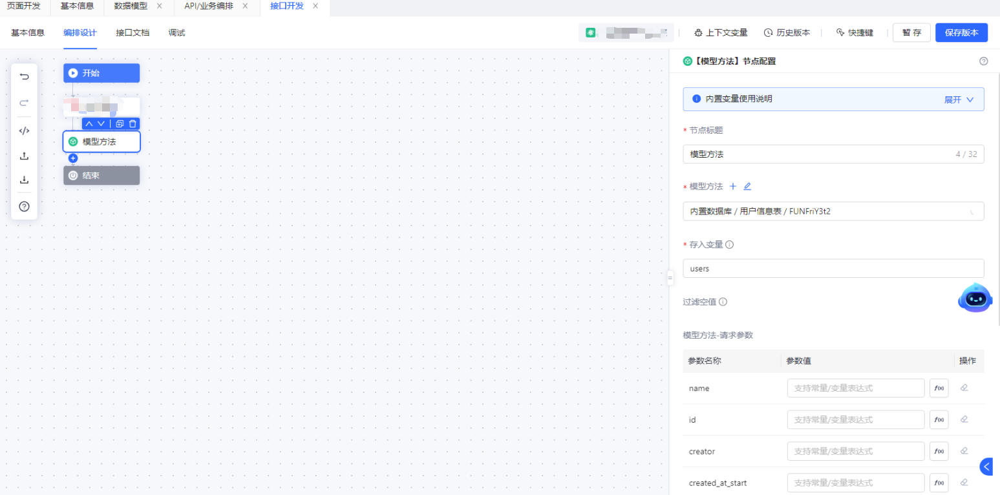 页面开发 基本信息 数据模型 API/业务编排 接口开发
基本信息 编排设计 接口文档 调试 上下文变量 历史版本 快捷键 暂存 保存版本
开始
模型方法
结束
【模型方法】节点配置
内置变量使用说明 展开
* 节点标题
模型方法 4 / 32
* 模型方法
内置数据库 / 用户信息表 / FUNFriY3t2
* 存入变量
users
过滤空值
模型方法-请求参数
参数名称 参数值 操作
name 支持常量/变量表达式 f(x)
id 支持常量/变量表达式 f(x)
creator 支持常量/变量表达式 f(x)
created_at_start 支持常量/变量表达式 f(x)